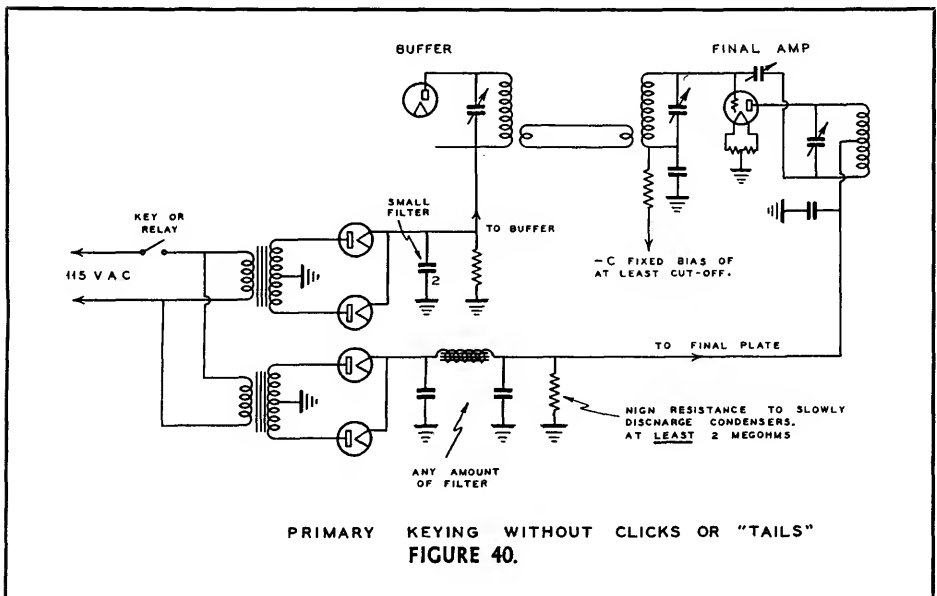 BUFFER
FINAL AMP
KEY OR
RELAY
115 V A C
SMALL
FILTER
2
TO BUFFER
-C FIXED BIAS OF
AT LEAST CUT-OFF.
TO FINAL PLATE
NIGN RESISTANCE TO SLOWLY
DISCHARGE CONDENSERS.
AT LEAST 2 MEGOHMS
ANY AMOUNT
OF FILTER
PRIMARY KEYING WITHOUT CLICKS OR "TAILS"
FIGURE 40.